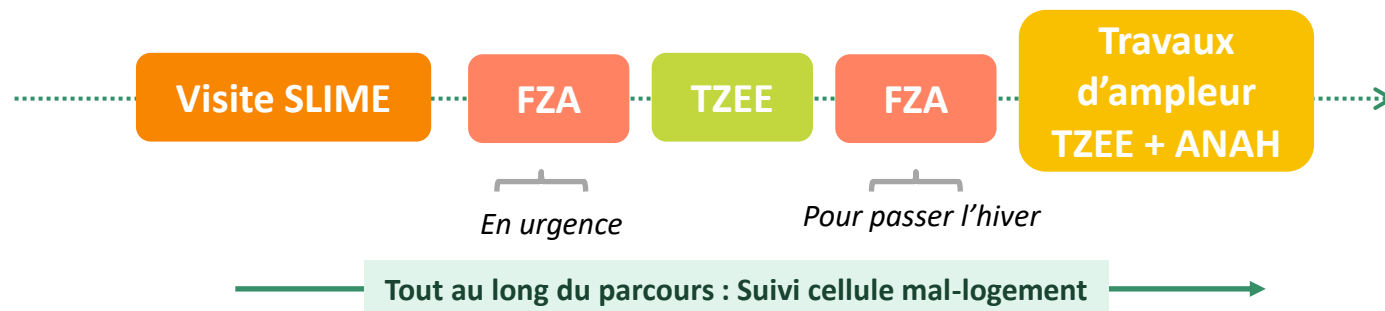 Visite SLIME
FZA
TZEE
FZA
Travaux
d’ampleur
TZEE + ANAH
En urgence
Pour passer l’hiver
Tout au long du parcours : Suivi cellule mal-logement